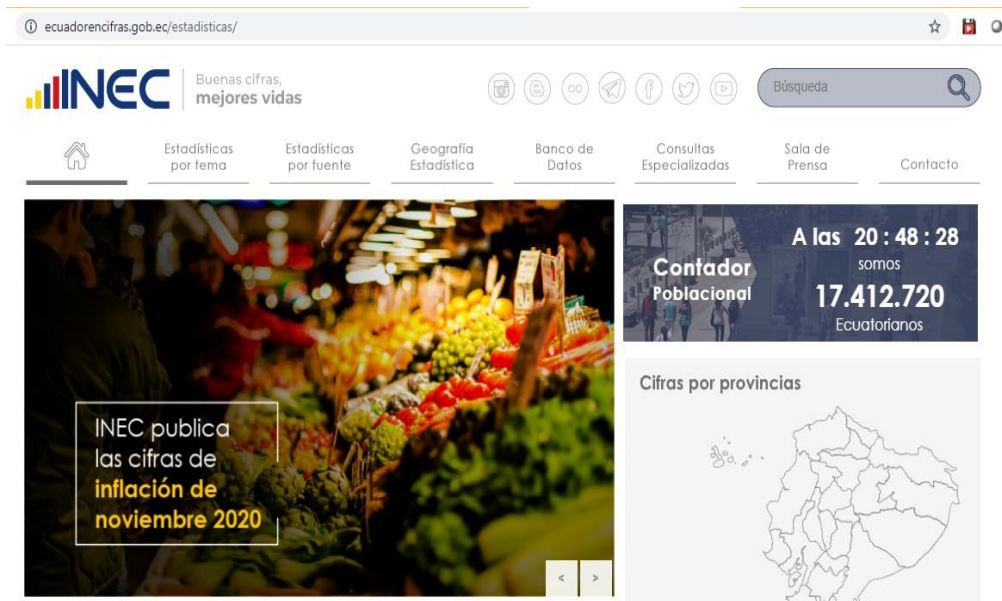 ecuadorencifras.gob.ec/estadisticas/
INEC
Buenas cifras,
mejores vidas
Búsqueda
Estadísticas
por tema
Estadísticas
por fuente
Geografía
Estadística
Banco de
Datos
Consultas
Especializadas
Sala de
Prensa
Contacto
INEC publica
las cifras de
inflación de
noviembre 2020
< >
Contador
Poblacional
A las 20 : 48 : 28
somos
17.412.720
Ecuatorianos
Cifras por provincias